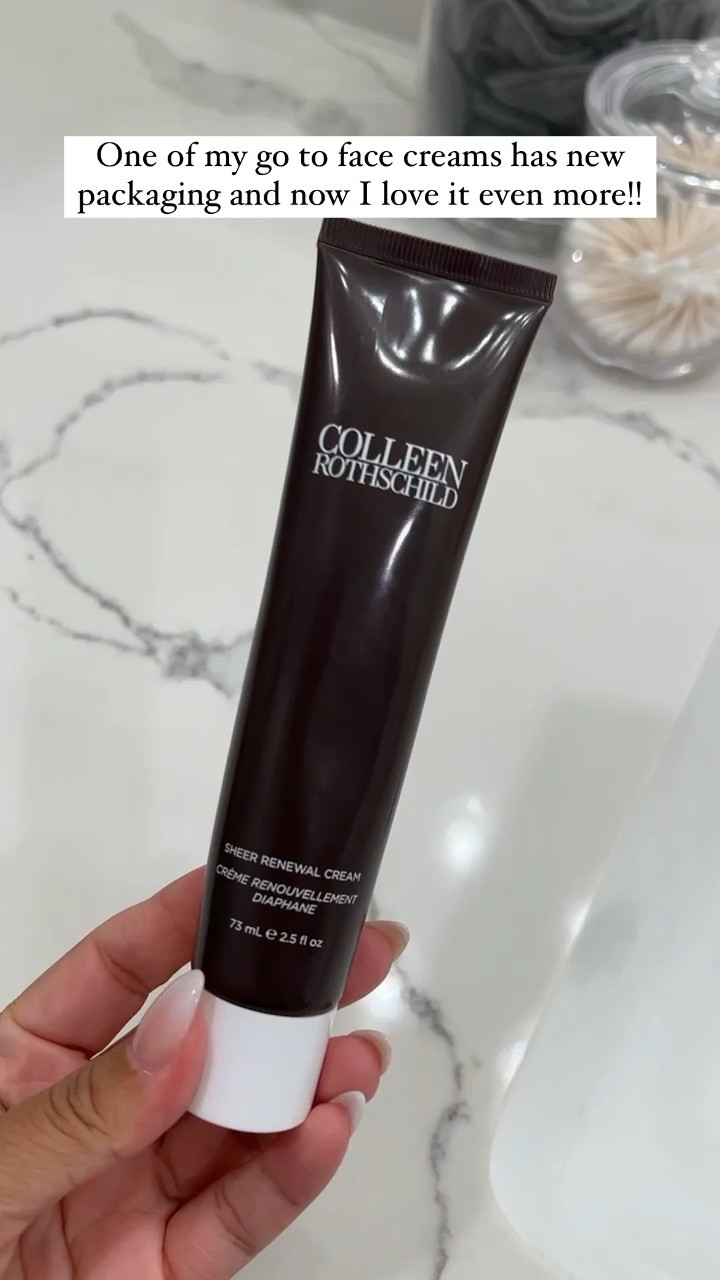 One of my go to face creams has new
packaging and now I love it even more!!
COLLEEN
ROTHSCHILD
SHEER RENEWAL CREAM
CRÈME RENOUVELLEMENT
DIAPHANE
73 mL ℮ 2.5 fl oz